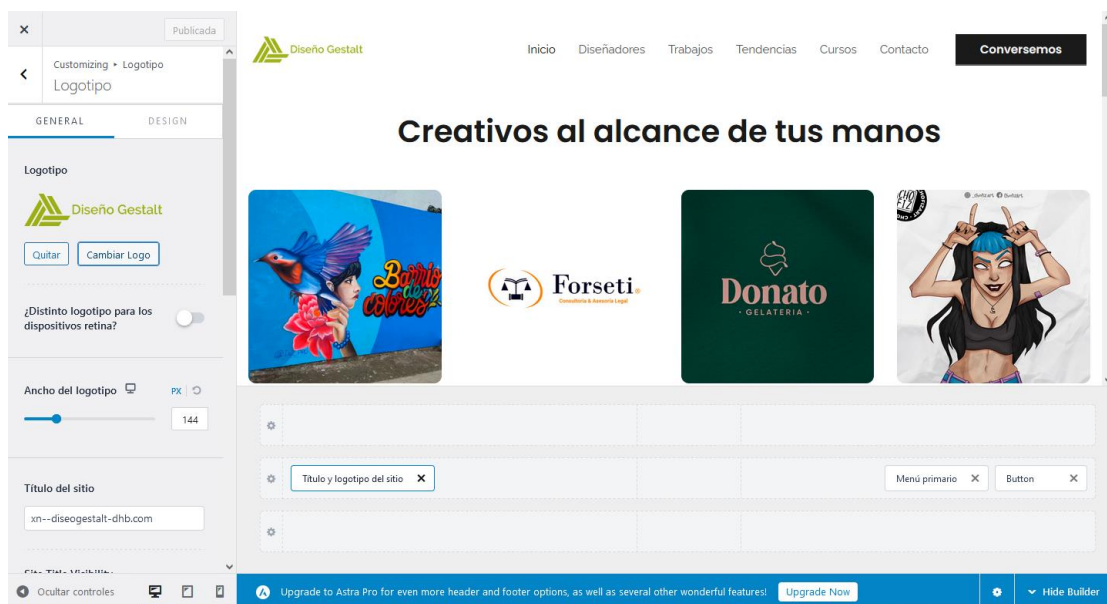 Publicada
Customizing ▸ Logotipo
Logotipo
GENERAL
DESIGN
Logotipo
Diseño Gestalt
Quitar
Cambiar Logo
¿Distinto logotipo para los
dispositivos retina?
Ancho del logotipo
PX
144
Título del sitio
xn--diseogestalt-dhb.com
Site Title Visibility
Ocultar controles
Diseño Gestalt
Inicio
Diseñadores
Trabajos
Tendencias
Cursos
Contacto
Conversemos
Creativos al alcance de tus manos
Barrio
de
colores
Forseti.
Consultoría & Asesoría Legal
Donato
· GELATERIA ·
Título y logotipo del sitio
Menú primario
Button
Upgrade to Astra Pro for even more header and footer options, as well as several other wonderful features!
Upgrade Now
Hide Builder